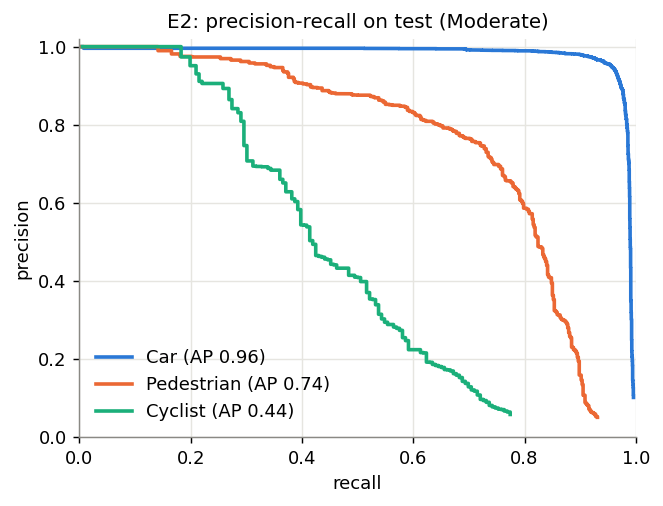 E2: precision-recall on test (Moderate)
1.0
0.8
0.6
0.4
0.2
0.0
precision
Car (AP 0.96)
Pedestrian (AP 0.74)
Cyclist (AP 0.44)
0.0 0.2 0.4 0.6 0.8 1.0
recall